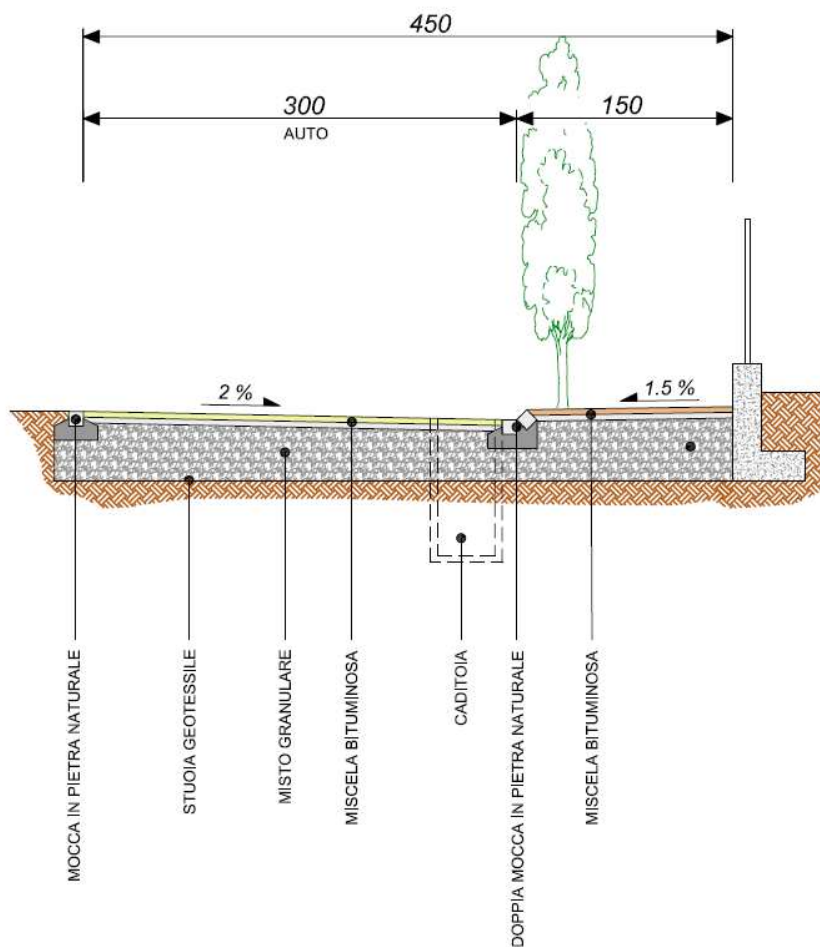 450
300
150
AUTO
2 %
1.5 %
MOCCA IN PIETRA NATURALE
STUOIA GEOTESSILE
MISTO GRANULARE
MISCELA BITUMINOSA
CADITOIA
DOPPIA MOCCA IN PIETRA NATURALE
MISCELA BITUMINOSA